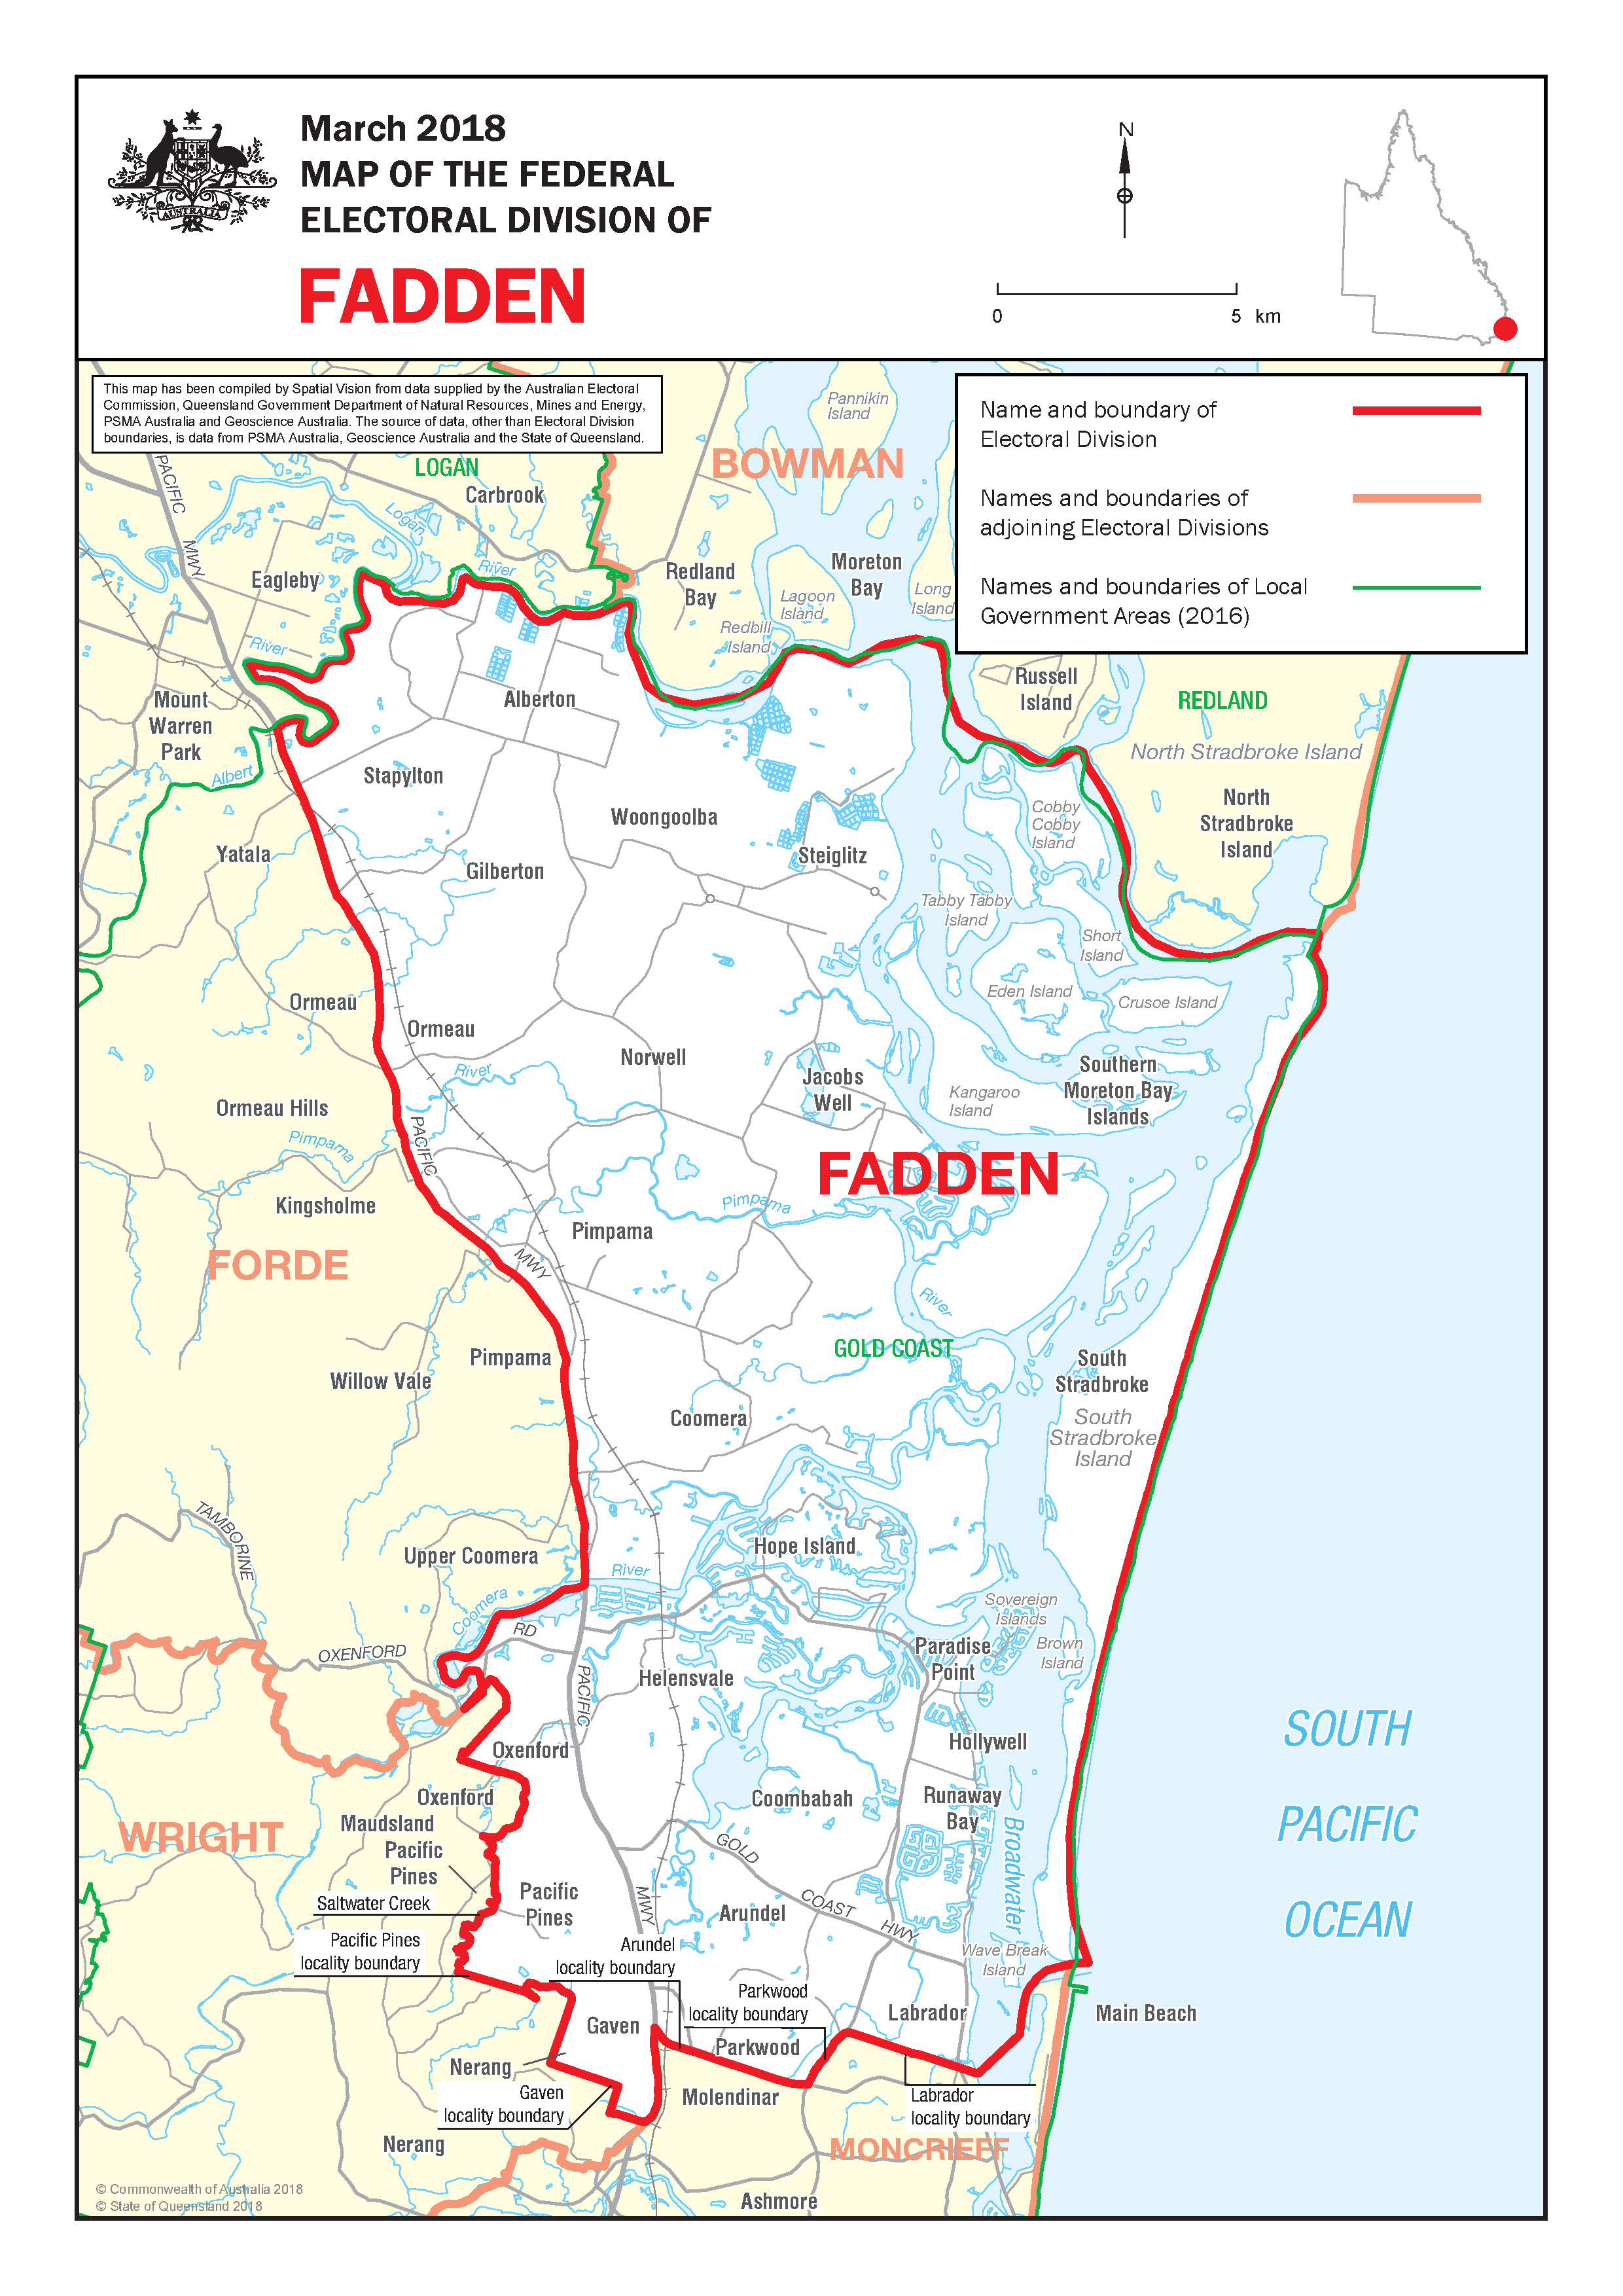 AUSTRALIA
March 2018
MAP OF THE FEDERAL
ELECTORAL DIVISION OF
FADDEN
N
0 5 km
This map has been compiled by Spatial Vision from data supplied by the Australian Electoral
Commission, Queensland Government Department of Natural Resources, Mines and Energy,
PSMA Australia and Geoscience Australia. The source of data, other than Electoral Division
boundaries, is data from PSMA Australia, Geoscience Australia and the State of Queensland.
Name and boundary of
Electoral Division
Names and boundaries of
adjoining Electoral Divisions
Names and boundaries of Local
Government Areas (2016)
Pannikin
Island
BOWMAN
LOGAN
Carbrook
PACIFIC
MWY
Logan
River
Eagleby
Redland
Bay
Moreton
Bay
Lagoon
Island
Long
Island
Redbill
Island
River
Mount
Warren
Park
Albert
Alberton
Russell
Island
REDLAND
North Stradbroke Island
Stapylton
Woongoolba
Cobby
Cobby
Island
North
Stradbroke
Island
Yatala
Gilberton
Steiglitz
Tabby Tabby
Island
Short
Island
Eden Island
Crusoe Island
Ormeau
Ormeau
Norwell
River
Jacobs
Well
Southern
Moreton Bay
Islands
Kangaroo
Island
Ormeau Hills
Pimpama
PACIFIC
FADDEN
Kingsholme
Pimpama
Pimpama
FORDE
MWY
River
GOLD COAST
Pimpama
Willow Vale
South
Stradbroke
South
Stradbroke
Island
Coomera
TAMBORINE
Upper Coomera
Hope Island
River
Coomera
Sovereign
Islands
OXENFORD
RD
Paradise
Point
Brown
Island
Helensvale
PACIFIC
Oxenford
Hollywell
SOUTH
PACIFIC
OCEAN
Oxenford
Coombabah
Runaway
Bay
Broadwater
WRIGHT
Maudsland
Pacific
Pines
GOLD
COAST
HWY
Saltwater Creek
Pacific
Pines
MWY
Arundel
Pacific Pines
locality boundary
Arundel
locality boundary
Wave Break
Island
Parkwood
locality boundary
Labrador
Main Beach
Gaven
Parkwood
Nerang
Gaven
locality boundary
Molendinar
Labrador
locality boundary
Nerang
MONCRIEFF
Ashmore
© Commonwealth of Australia 2018
© State of Queensland 2018